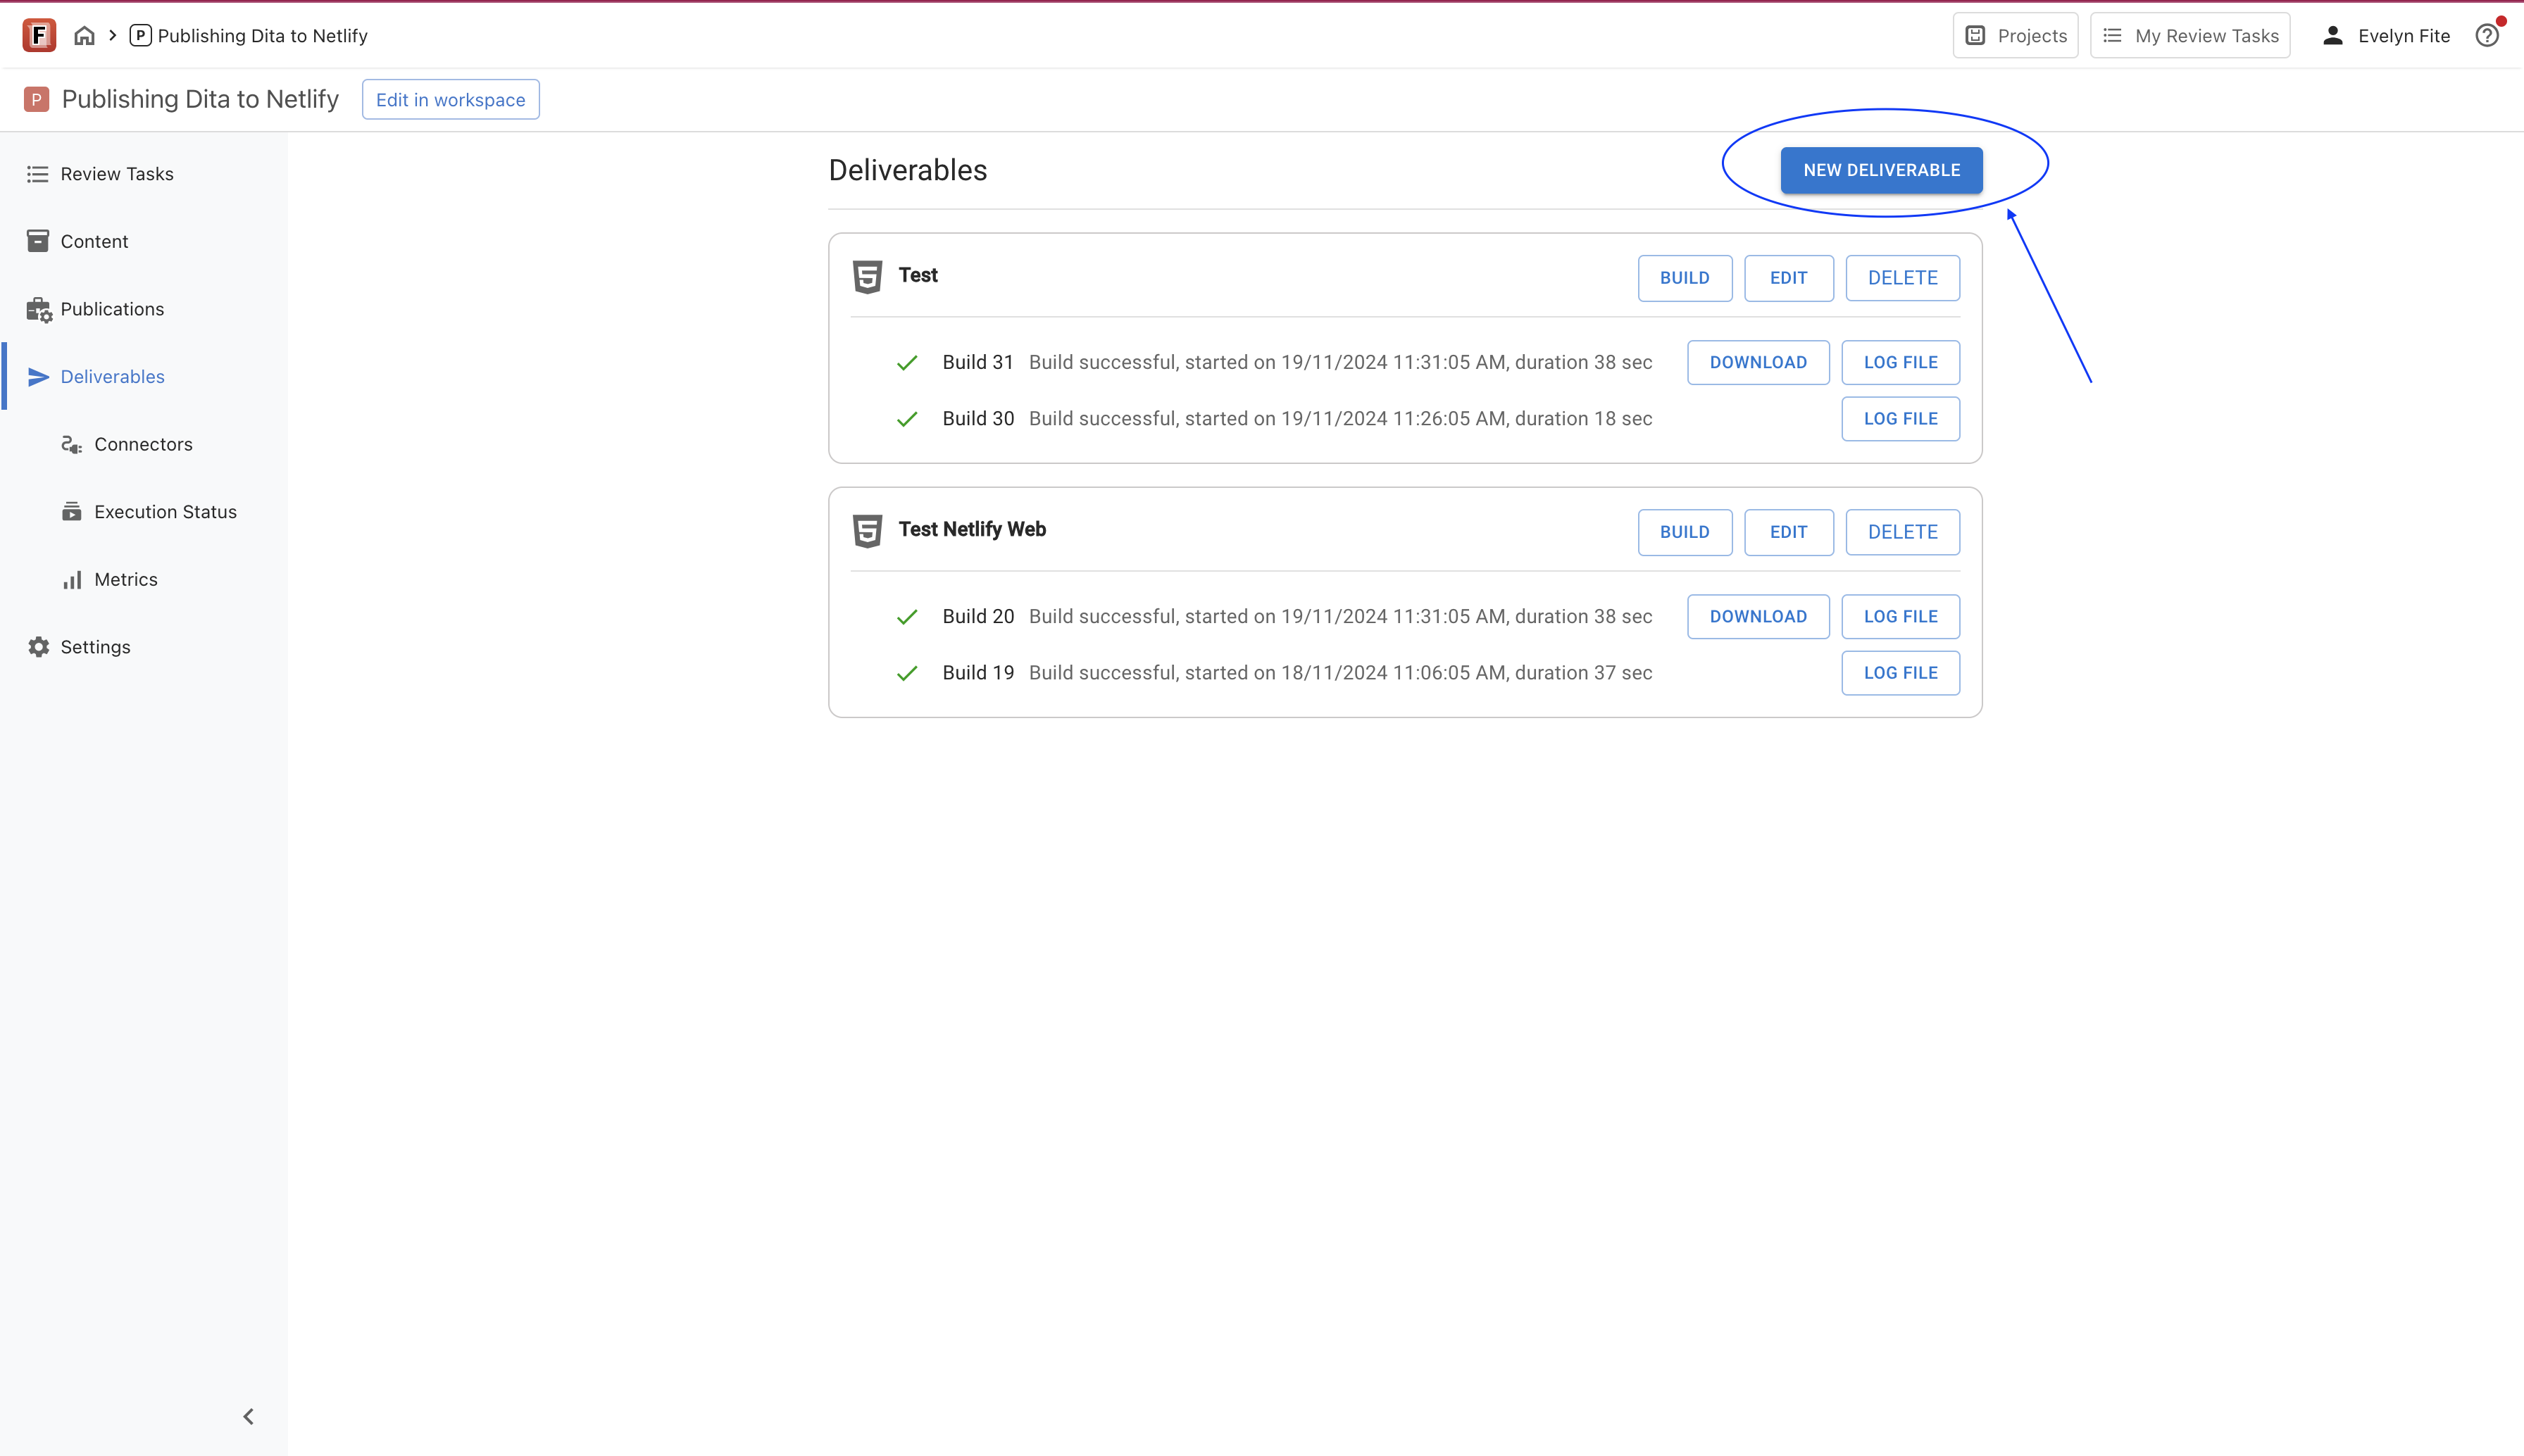 F P Publishing Dita to Netlify Projects My Review Tasks Evelyn Fite
P Publishing Dita to Netlify Edit in workspace
Review Tasks
Content
Publications
Deliverables
Connectors
Execution Status
Metrics
Settings
Deliverables NEW DELIVERABLE
Test BUILD EDIT DELETE
Build 31 Build successful, started on 19/11/2024 11:31:05 AM, duration 38 sec DOWNLOAD LOG FILE
Build 30 Build successful, started on 19/11/2024 11:26:05 AM, duration 18 sec LOG FILE
Test Netlify Web BUILD EDIT DELETE
Build 20 Build successful, started on 19/11/2024 11:31:05 AM, duration 38 sec DOWNLOAD LOG FILE
Build 19 Build successful, started on 18/11/2024 11:06:05 AM, duration 37 sec LOG FILE